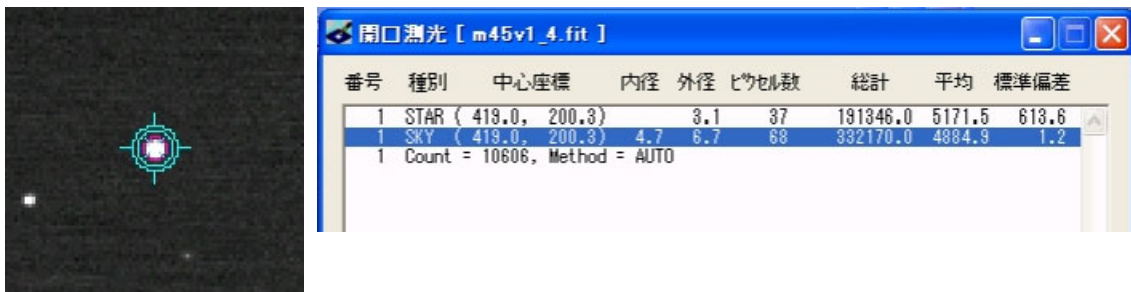 開口測光 [ m45v1_4.fit ]
番号 種別 中心座標 内径 外径 ピクセル数 総計 平均 標準偏差
1 STAR ( 419.0, 200.3) 3.1 37 191346.0 5171.5 613.6
1 SKY ( 419.0, 200.3) 4.7 6.7 68 332170.0 4884.9 1.2
1 Count = 10606, Method = AUTO